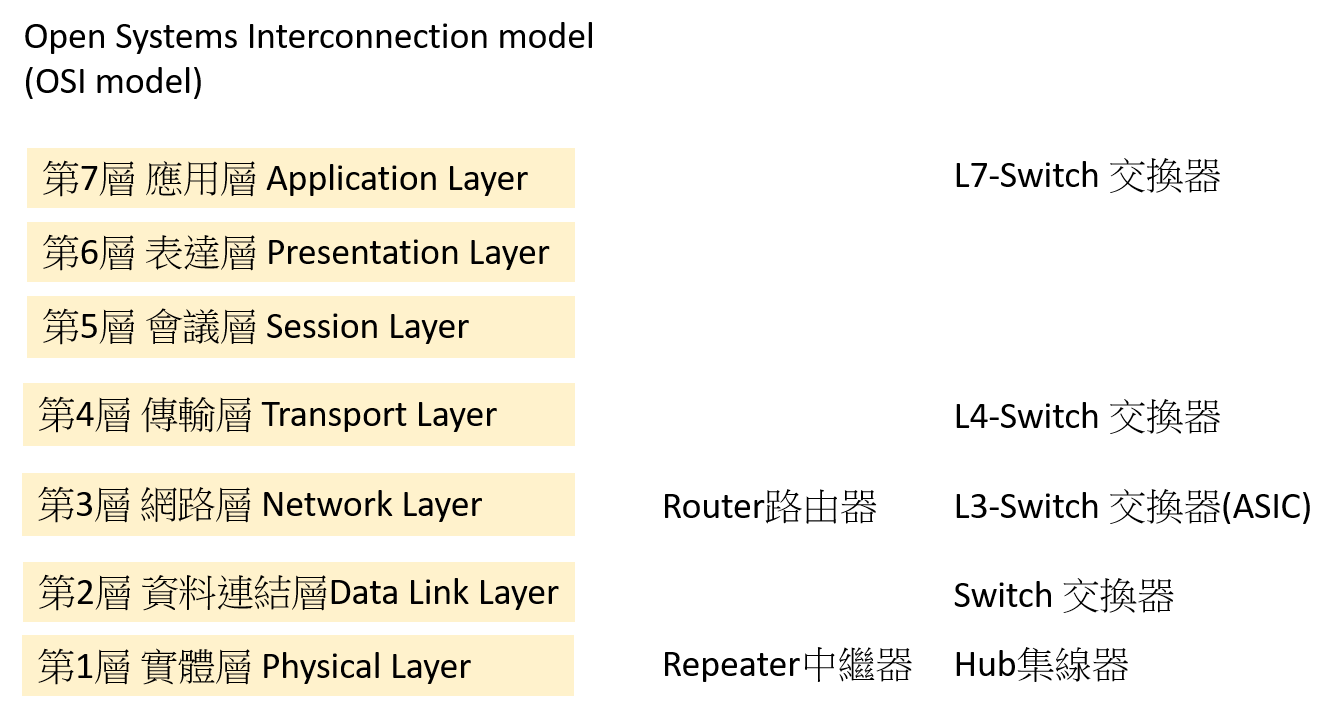 Open Systems Interconnection model
(OSI model)
第7層 應用層 Application Layer
L7-Switch 交換器
第6層 表達層 Presentation Layer
第5層 會議層 Session Layer
第4層 傳輸層 Transport Layer
L4-Switch 交換器
第3層 網路層 Network Layer
Router路由器
L3-Switch 交換器(ASIC)
第2層 資料連結層Data Link Layer
Switch 交換器
第1層 實體層 Physical Layer
Repeater中繼器
Hub集線器